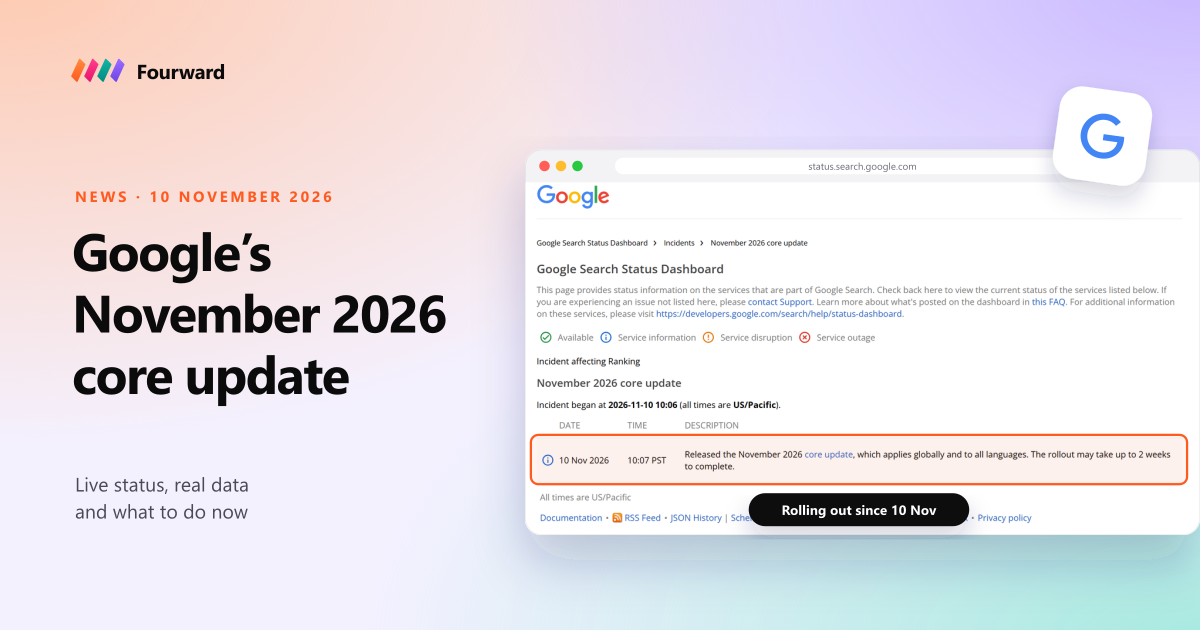 Fourward
NEWS · 10 NOVEMBER 2026
Google’s
November 2026
core update
Live status, real data
and what to do now
G
status.search.google.com
Google
Google Search Status Dashboard › Incidents › November 2026 core update
Google Search Status Dashboard
This page provides status information on the services that are part of Google Search. Check back here to view the current status of the services listed below. If
you are experiencing an issue not listed here, please contact Support. Learn more about what's posted on the dashboard in this FAQ. For additional information
on these services, please visit https://developers.google.com/search/help/status-dashboard.
Available Service information Service disruption Service outage
Incident affecting Ranking
November 2026 core update
Incident began at 2026-11-10 10:06 (all times are US/Pacific).
DATE TIME DESCRIPTION
10 Nov 2026 10:07 PST Released the November 2026 core update, which applies globally and to all languages. The rollout may take up to 2 weeks
to complete.
All times are US/Pacific
Rolling out since 10 Nov
Documentation • RSS Feed • JSON History | • Privacy policy